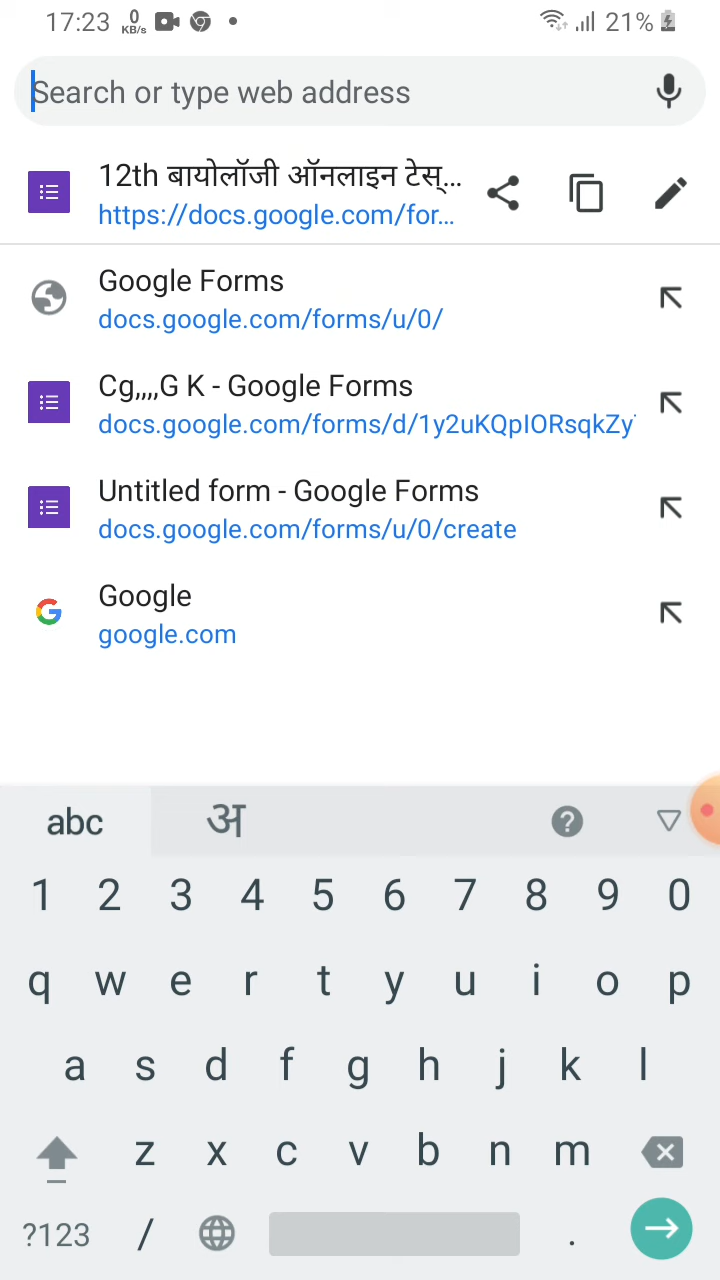 17:23 0 KB/s 21%
Search or type web address
12th बायोलॉजी ऑनलाइन टेस्...
https://docs.google.com/for...
Google Forms
docs.google.com/forms/u/0/
Cg,,,,G K - Google Forms
docs.google.com/forms/d/1y2uKQpIORsqkZy
Untitled form - Google Forms
docs.google.com/forms/u/0/create
Google
google.com
abc अ ?
1 2 3 4 5 6 7 8 9 0
q w e r t y u i o p
a s d f g h j k l
z x c v b n m
?123 / .